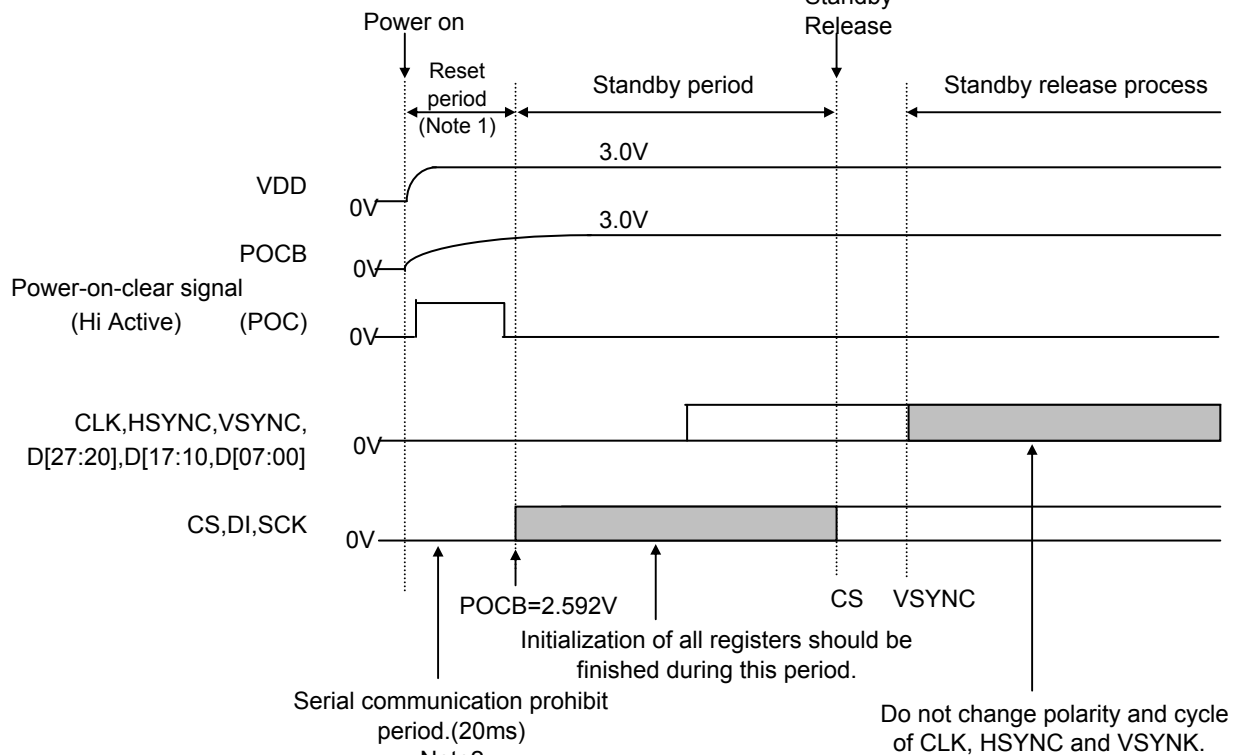 Standby
Power on
Release
Reset
period
(Note 1)
Standby period
Standby release process
3.0V
VDD
0V
3.0V
POCB
0V
Power-on-clear signal
(Hi Active) (POC)
0V
CLK,HSYNC,VSYNC,
0V
D[27:20],D[17:10,D[07:00]
CS,DI,SCK
0V
POCB=2.592V
CS VSYNC
Initialization of all registers should be
finished during this period.
Serial communication prohibit
period.(20ms)
Note2
Do not change polarity and cycle
of CLK, HSYNC and VSYNK.